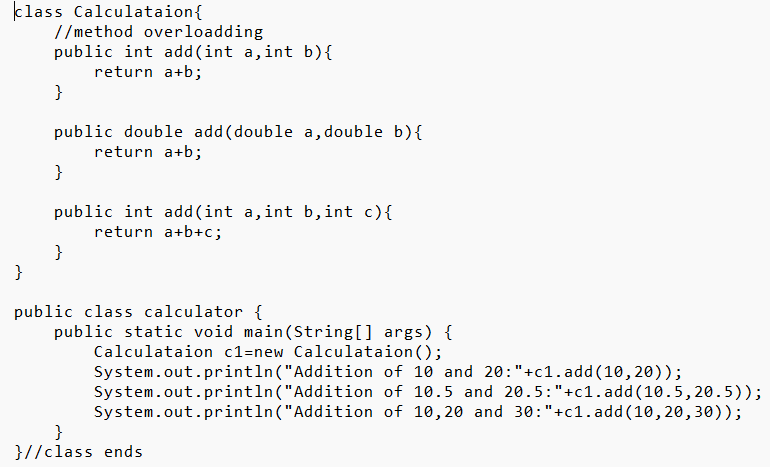 class Calculataion{
    //method overloadding
    public int add(int a,int b){
        return a+b;
    }

    public double add(double a,double b){
        return a+b;
    }

    public int add(int a,int b,int c){
        return a+b+c;
    }
}

public class calculator {
    public static void main(String[] args) {
        Calculataion c1=new Calculataion();
        System.out.println("Addition of 10 and 20:"+c1.add(10,20));
        System.out.println("Addition of 10.5 and 20.5:"+c1.add(10.5,20.5));
        System.out.println("Addition of 10,20 and 30:"+c1.add(10,20,30));
    }
}//class ends